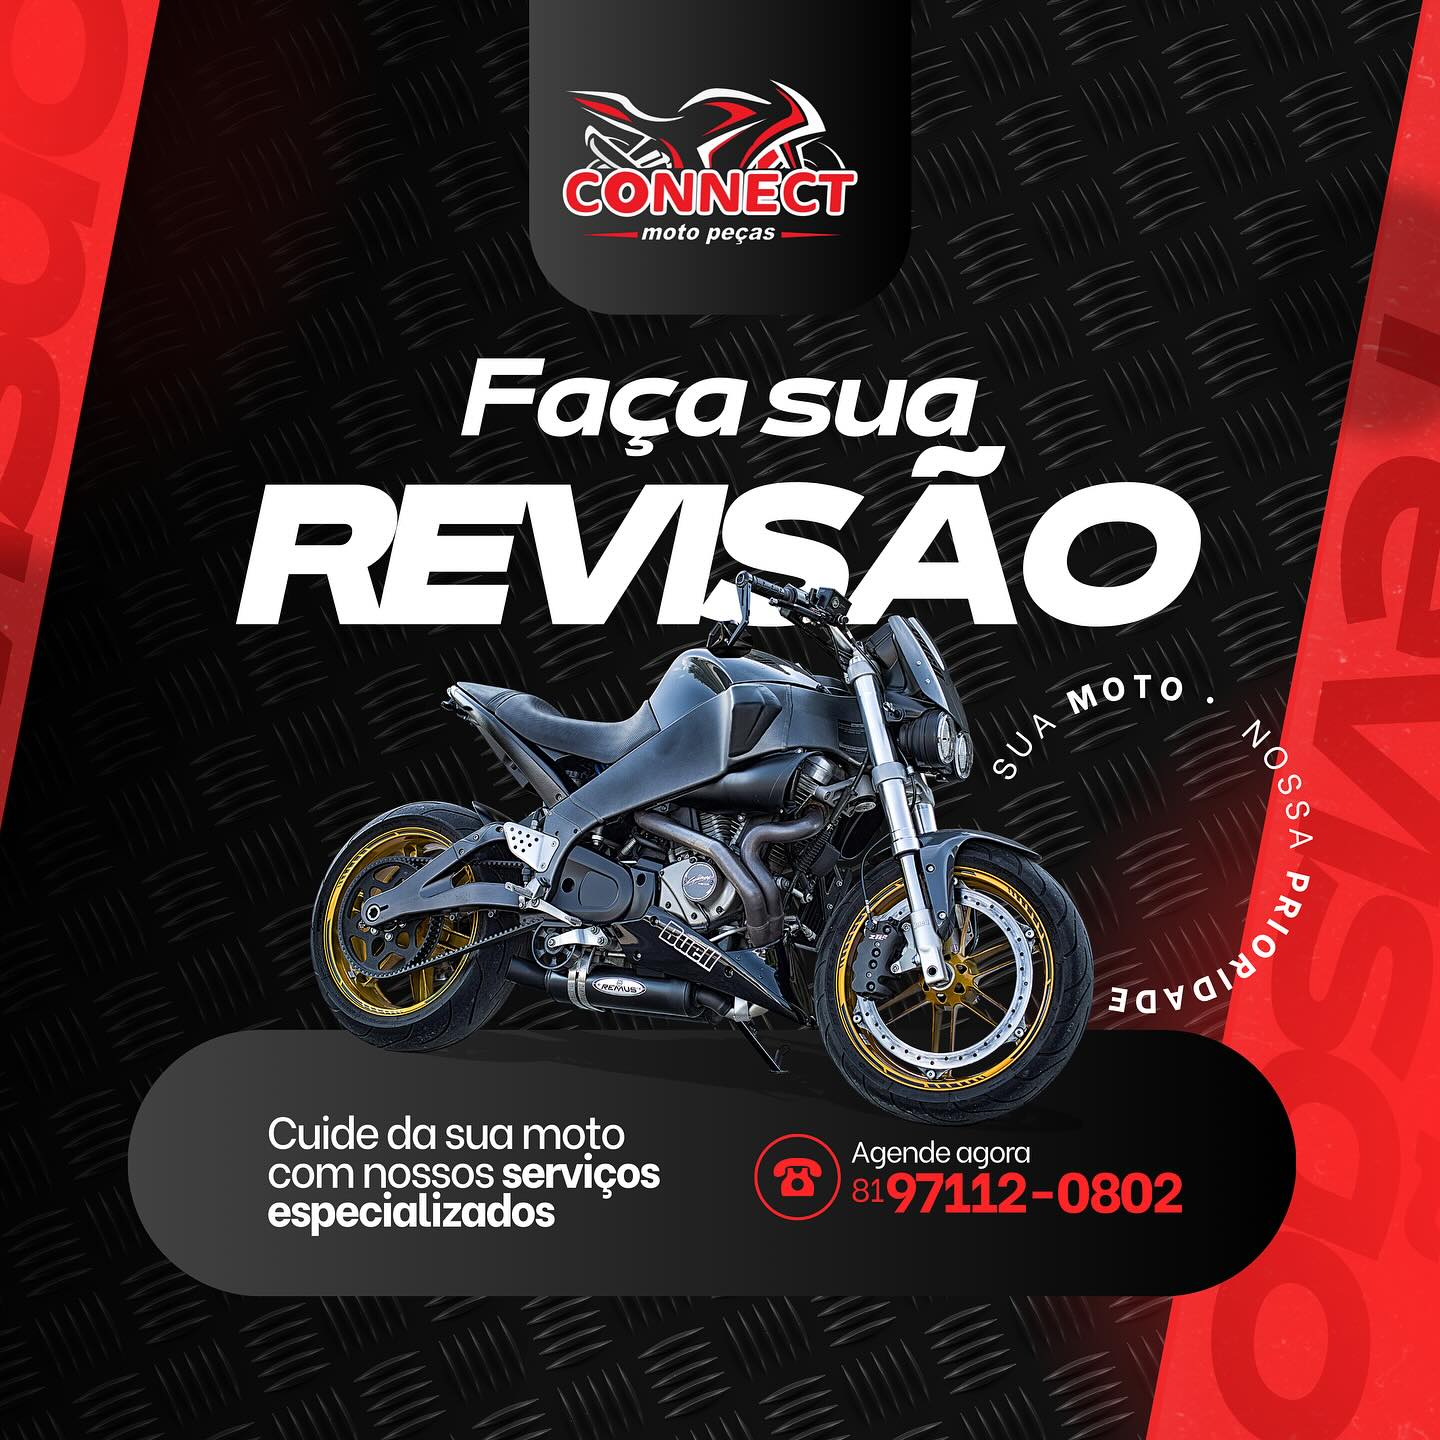 CONNECT
moto peças
Faça sua
REVISÃO
SUA MOTO . NOSSA PRIORIDADE
Buell
REMUS
Cuide da sua moto
com nossos serviços
especializados
Agende agora
81 97112-0802